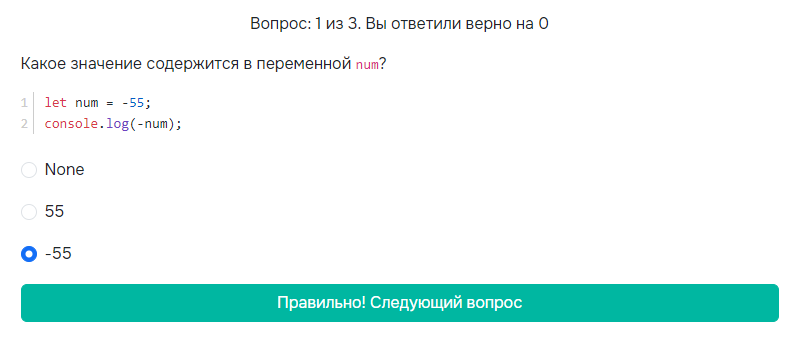 Вопрос: 1 из 3. Вы ответили верно на 0
Какое значение содержится в переменной num?
1 let num = -55;
2 console.log(-num);
None
55
-55
Правильно! Следующий вопрос